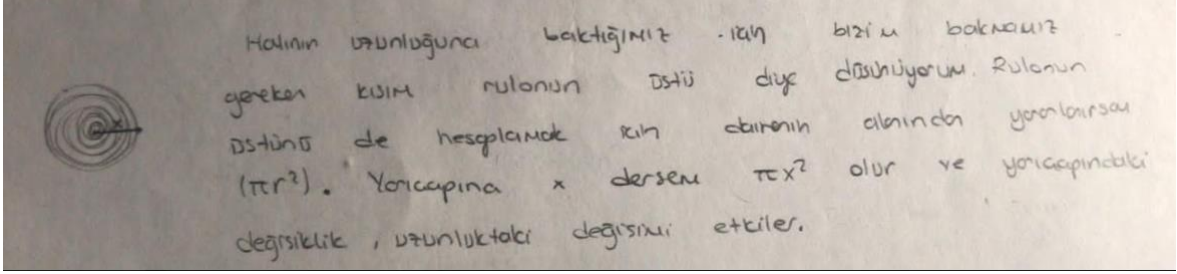 Halının uzunluğuna baktığımız için bizim bakmamız
gereken kısım rulonun üstü diye düşünüyorum. Rulonun
üstünü de hesaplamak için dairenin alanından yararlanırsam
(πr²). Yarıçapına x dersem πx² olur ve yarıçapındaki
değişiklik, uzunluktaki değişimi etkiler.
x